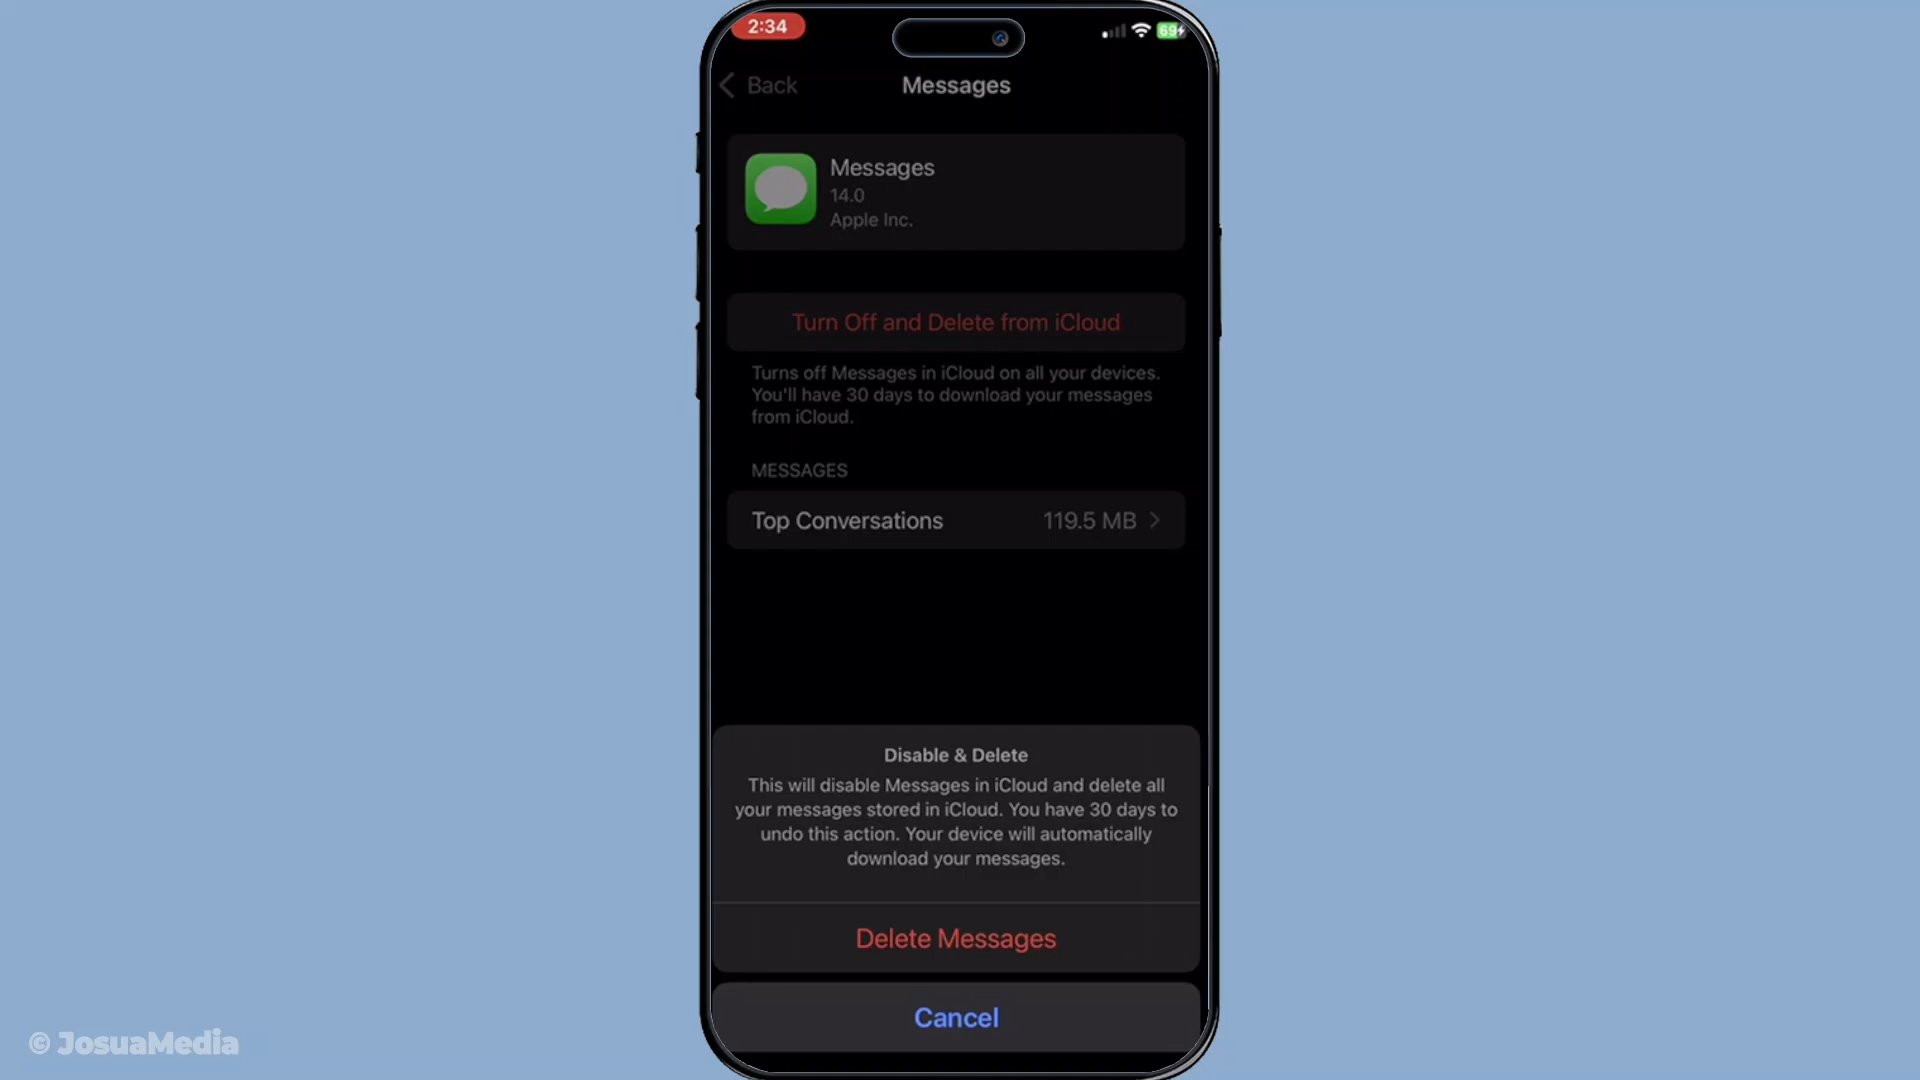 2:34
69
Back
Messages
Messages
14.0
Apple Inc.
Turn Off and Delete from iCloud
Turns off Messages in iCloud on all your devices.
You'll have 30 days to download your messages
from iCloud.
MESSAGES
Top Conversations 119.5 MB
Disable & Delete
This will disable Messages in iCloud and delete all
your messages stored in iCloud. You have 30 days to
undo this action. Your device will automatically
download your messages.
Delete Messages
Cancel
© JosuaMedia